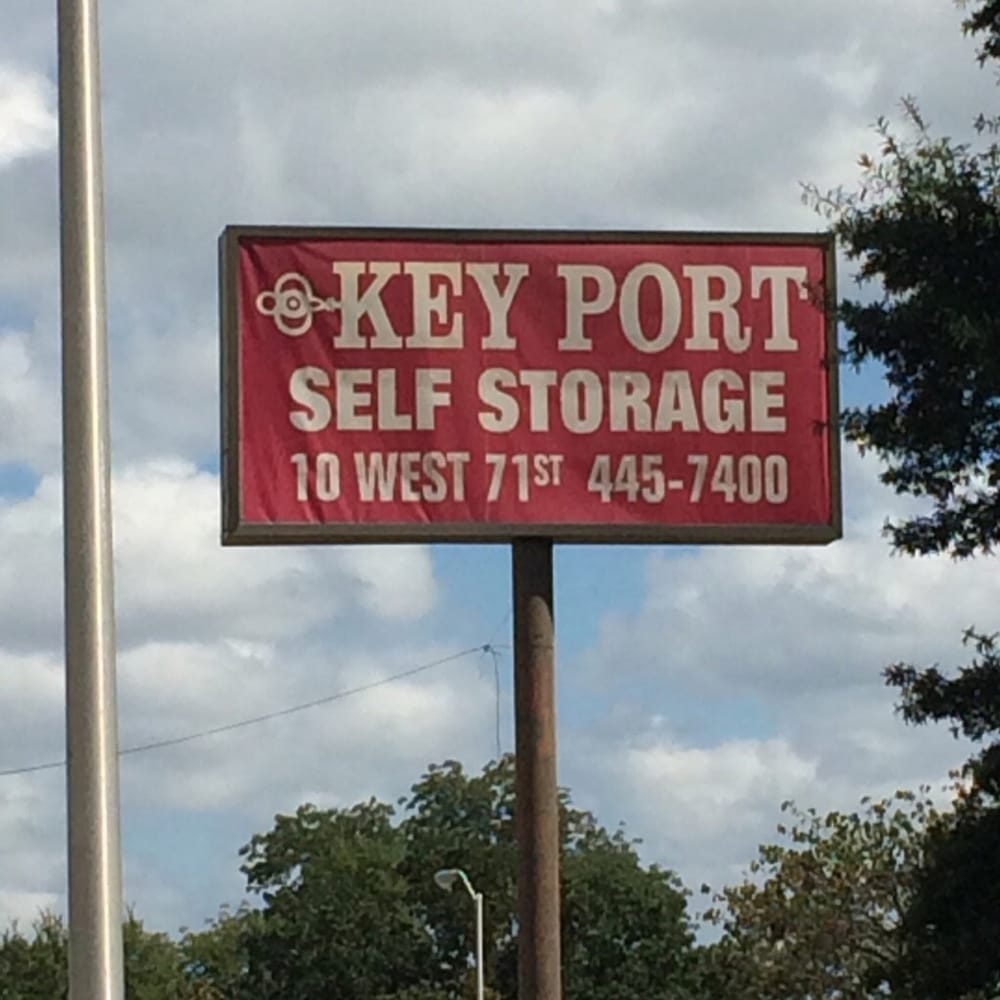 KEY PORT
SELF STORAGE
10 WEST 71ST 445-7400